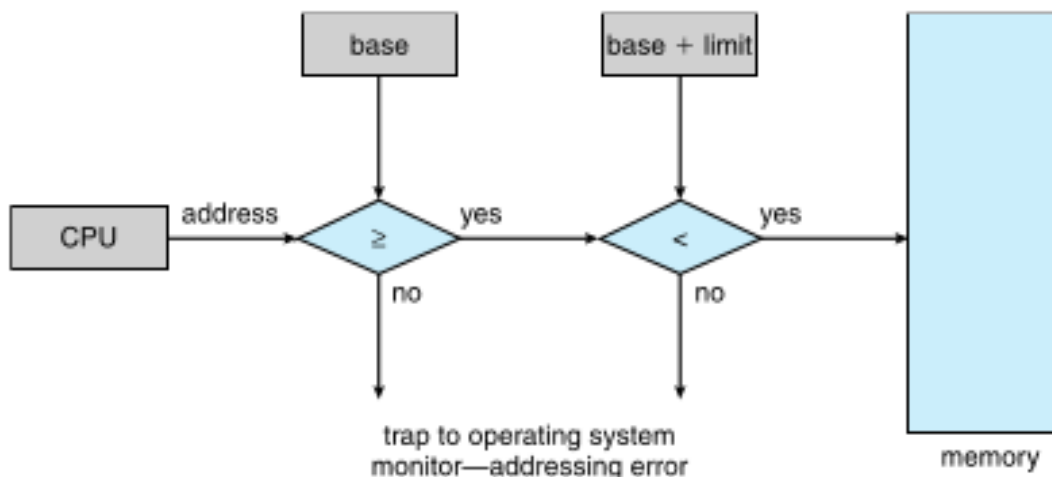 base
base + limit
CPU
address
≥
yes
<
yes
no
no
trap to operating system
monitor—addressing error
memory